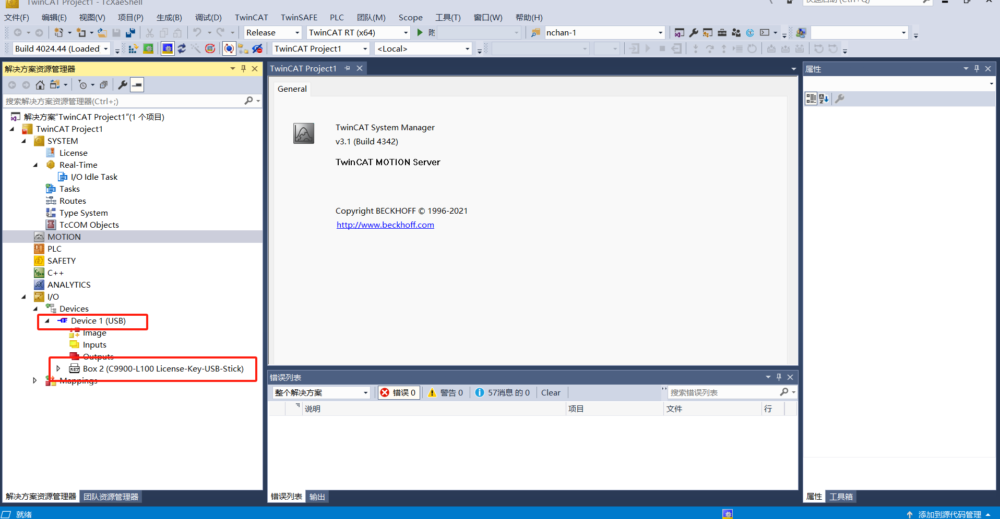 TwinCAT Project1 - TcXaeShell
快速启动 (Ctrl+Q)
文件(F) 编辑(E) 视图(V) 项目(P) 生成(B) 调试(D) TwinCAT TwinSAFE PLC 团队(M) Scope 工具(T) 窗口(W) 帮助(H)
Release TwinCAT RT (x64) 附 nchan-1
Build 4024.44 (Loaded) TwinCAT Project1 <Local>
解决方案资源管理器
搜索解决方案资源管理器(Ctrl+;)
解决方案"TwinCAT Project1"(1 个项目)
TwinCAT Project1
SYSTEM
License
Real-Time
I/O Idle Task
Tasks
Routes
Type System
TcCOM Objects
MOTION
PLC
SAFETY
C++
ANALYTICS
I/O
Devices
Device 1 (USB)
Image
Inputs
Outputs
Box 2 (C9900-L100 License-Key-USB-Stick)
Mappings
解决方案资源管理器 团队资源管理器
TwinCAT Project1
General
TwinCAT System Manager
v3.1 (Build 4342)
TwinCAT MOTION Server
Copyright BECKHOFF © 1996-2021
http://www.beckhoff.com
错误列表
整个解决方案 错误 0 警告 0 57消息 的 0 Clear 搜索错误列表
说明 项目 文件 行
错误列表 输出
属性
属性 工具箱
就绪 添加到源代码管理